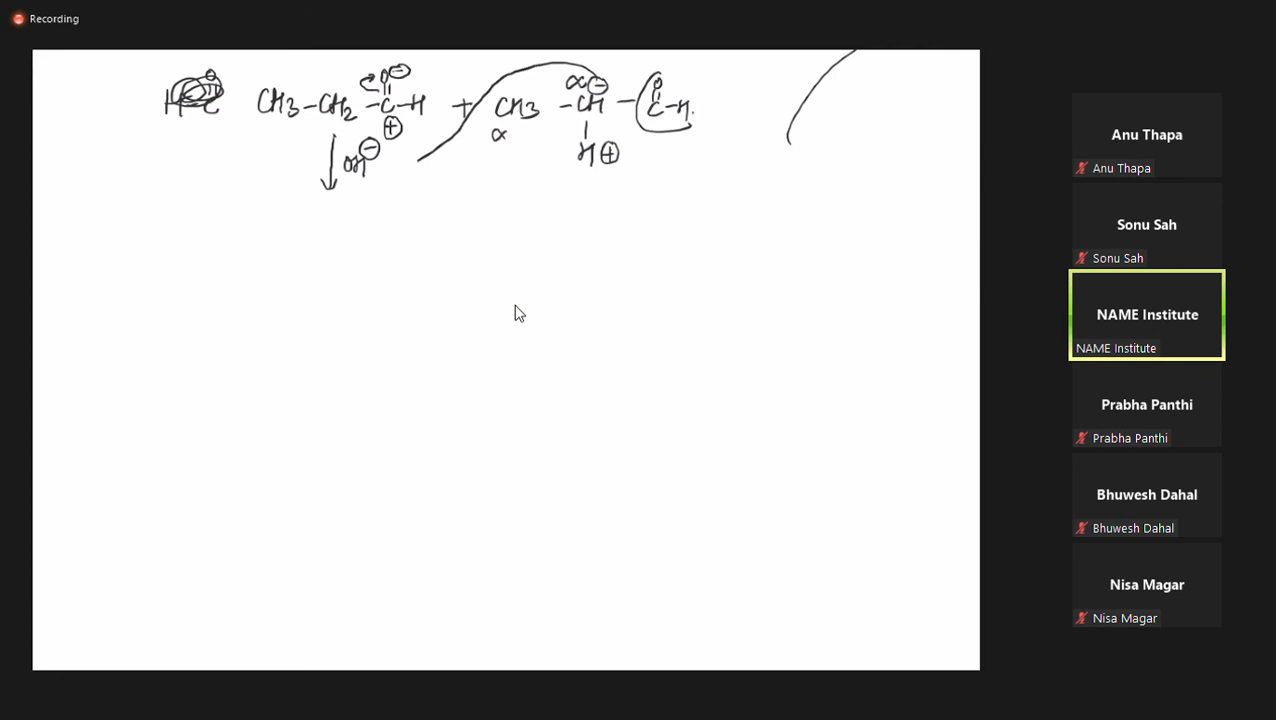 Recording
O O⊖ α ⊖ O
CH3-CH2-C-H + CH3-CH-C-H
⊕ α H⊕
OH⊖
Anu Thapa
Anu Thapa
Sonu Sah
Sonu Sah
NAME Institute
NAME Institute
Prabha Panthi
Prabha Panthi
Bhuwesh Dahal
Bhuwesh Dahal
Nisa Magar
Nisa Magar